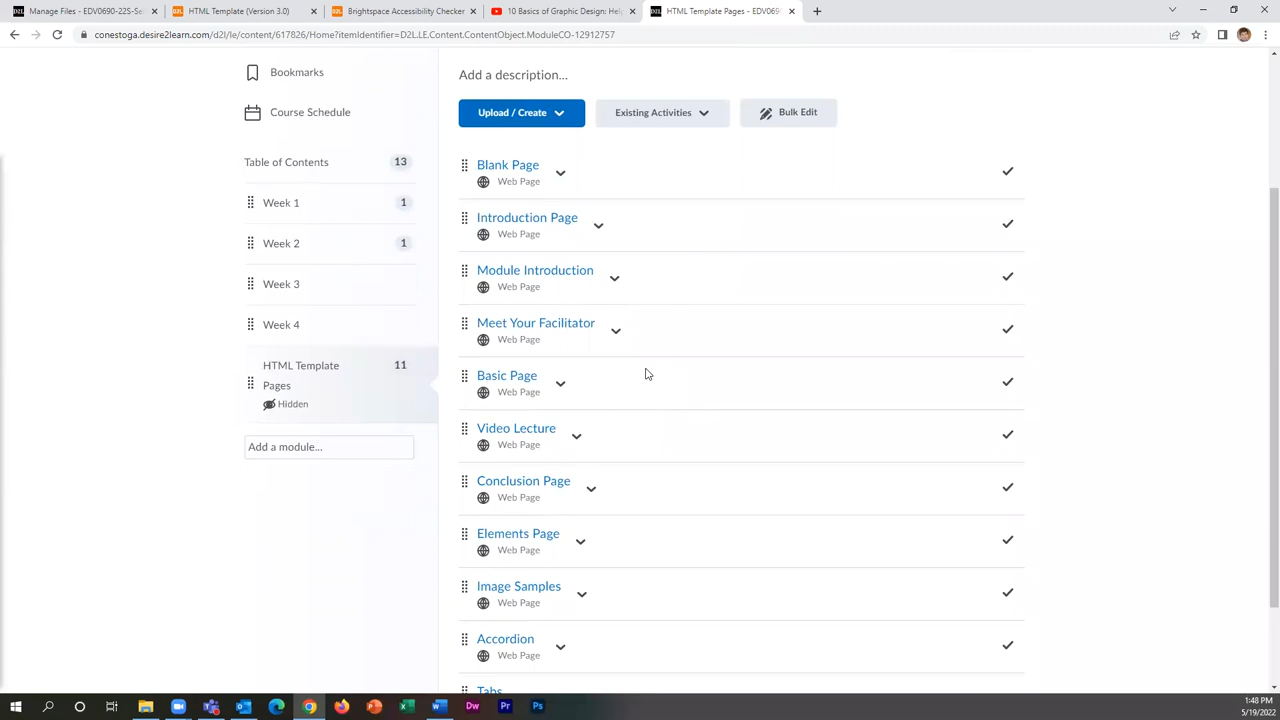 Manage Files - EDV0690-22S-Se
HTML Template (Version 3.0)
Brightspace Accessibility Checker
10 Basics of Graphic Design: Hel
HTML Template Pages - EDV069
conestoga.desire2learn.com/d2l/le/content/617826/Home?itemIdentifier=D2L.LE.Content.ContentObject.ModuleCO-12912757
Bookmarks
Course Schedule
Table of Contents 13
Week 1 1
Week 2 1
Week 3
Week 4
HTML Template Pages 11
Hidden
Add a module...
Add a description...
Upload / Create
Existing Activities
Bulk Edit
Blank Page
Web Page
Introduction Page
Web Page
Module Introduction
Web Page
Meet Your Facilitator
Web Page
Basic Page
Web Page
Video Lecture
Web Page
Conclusion Page
Web Page
Elements Page
Web Page
Image Samples
Web Page
Accordion
Web Page
Tabs
1:48 PM
5/19/2022